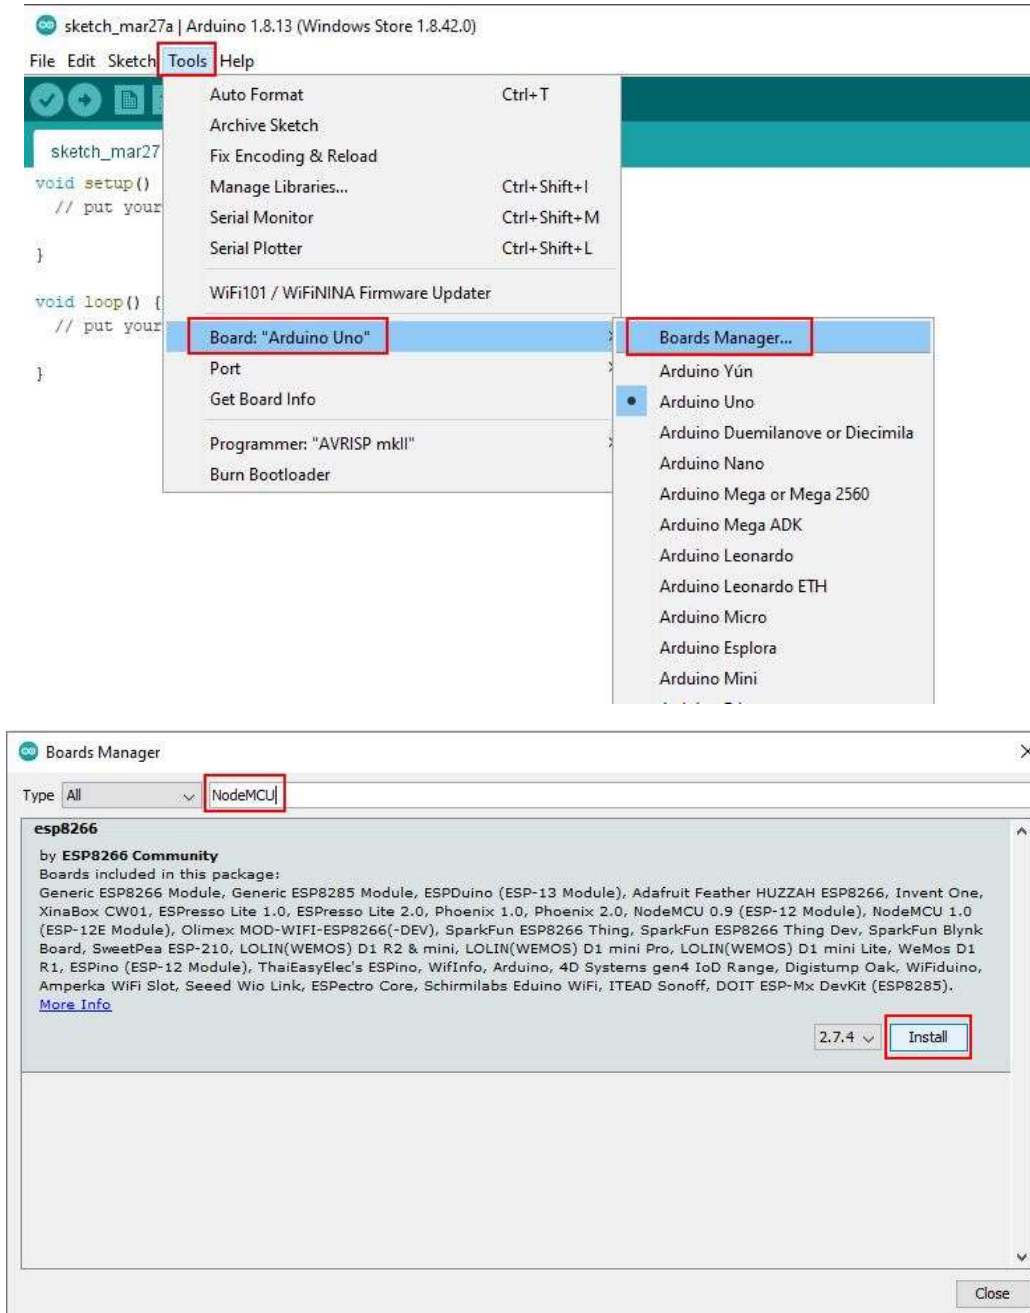 sketch_mar27a | Arduino 1.8.13 (Windows Store 1.8.42.0)
File Edit Sketch Tools Help
sketch_mar27
void setup()
// put your
}
void loop() {
// put your
}
Auto Format Ctrl+T
Archive Sketch
Fix Encoding & Reload
Manage Libraries... Ctrl+Shift+I
Serial Monitor Ctrl+Shift+M
Serial Plotter Ctrl+Shift+L
WiFi101 / WiFiNINA Firmware Updater
Board: "Arduino Uno"
Port
Get Board Info
Programmer: "AVRISP mkII"
Burn Bootloader
Boards Manager...
Arduino Yún
Arduino Uno
Arduino Duemilanove or Diecimila
Arduino Nano
Arduino Mega or Mega 2560
Arduino Mega ADK
Arduino Leonardo
Arduino Leonardo ETH
Arduino Micro
Arduino Esplora
Arduino Mini
Boards Manager
Type All NodeMCU
esp8266
by ESP8266 Community
Boards included in this package:
Generic ESP8266 Module, Generic ESP8285 Module, ESPDuino (ESP-13 Module), Adafruit Feather HUZZAH ESP8266, Invent One,
XinaBox CW01, ESPresso Lite 1.0, ESPresso Lite 2.0, Phoenix 1.0, Phoenix 2.0, NodeMCU 0.9 (ESP-12 Module), NodeMCU 1.0
(ESP-12E Module), Olimex MOD-WIFI-ESP8266(-DEV), SparkFun ESP8266 Thing, SparkFun ESP8266 Thing Dev, SparkFun Blynk
Board, SweetPea ESP-210, LOLIN(WEMOS) D1 R2 & mini, LOLIN(WEMOS) D1 mini Pro, LOLIN(WEMOS) D1 mini Lite, WeMos D1
R1, ESPino (ESP-12 Module), ThaiEasyElec's ESPino, WifInfo, Arduino, 4D Systems gen4 IoD Range, Digistump Oak, WiFiduino,
Amperka WiFi Slot, Seeed Wio Link, ESPectro Core, Schirmilabs Eduino WiFi, ITEAD Sonoff, DOIT ESP-Mx DevKit (ESP8285).
More Info
2.7.4 Install
Close